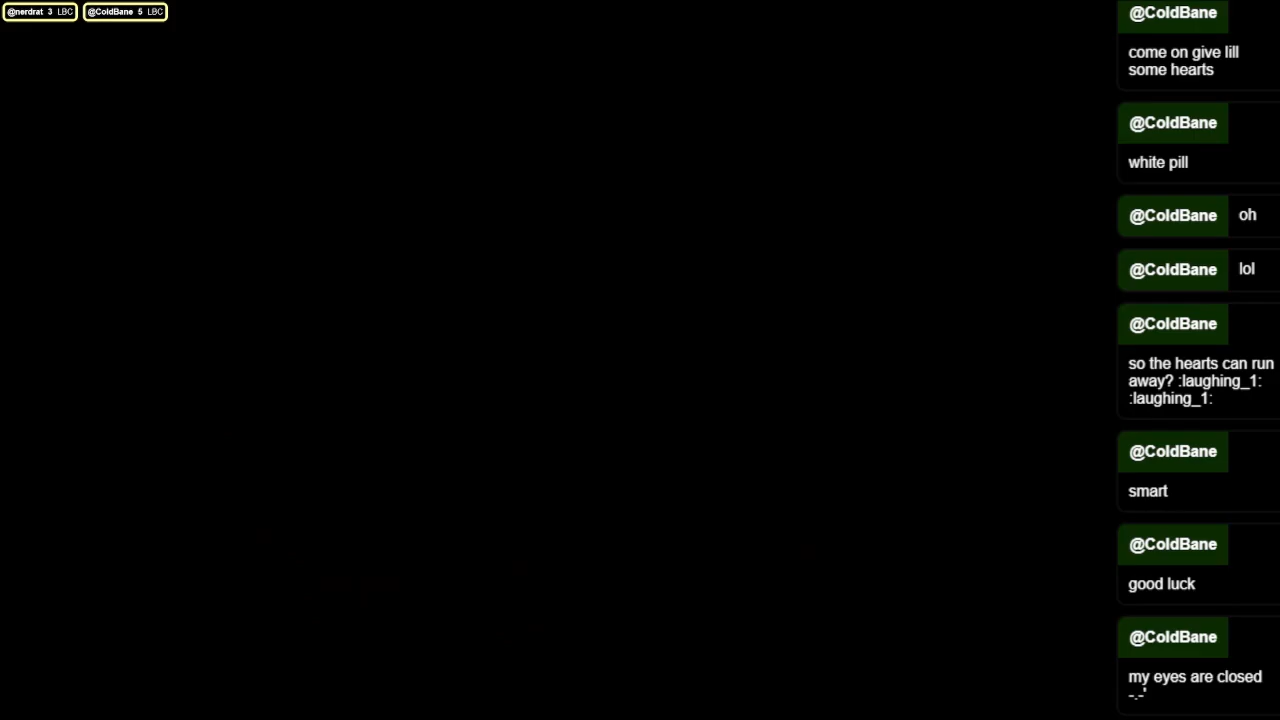 @nerdrat 3 LBC @ColdBane 5 LBC
@ColdBane
come on give lill
some hearts
@ColdBane
white pill
@ColdBane oh
@ColdBane lol
@ColdBane
so the hearts can run
away? :laughing_1:
:laughing_1:
@ColdBane
smart
@ColdBane
good luck
@ColdBane
my eyes are closed
-.-'